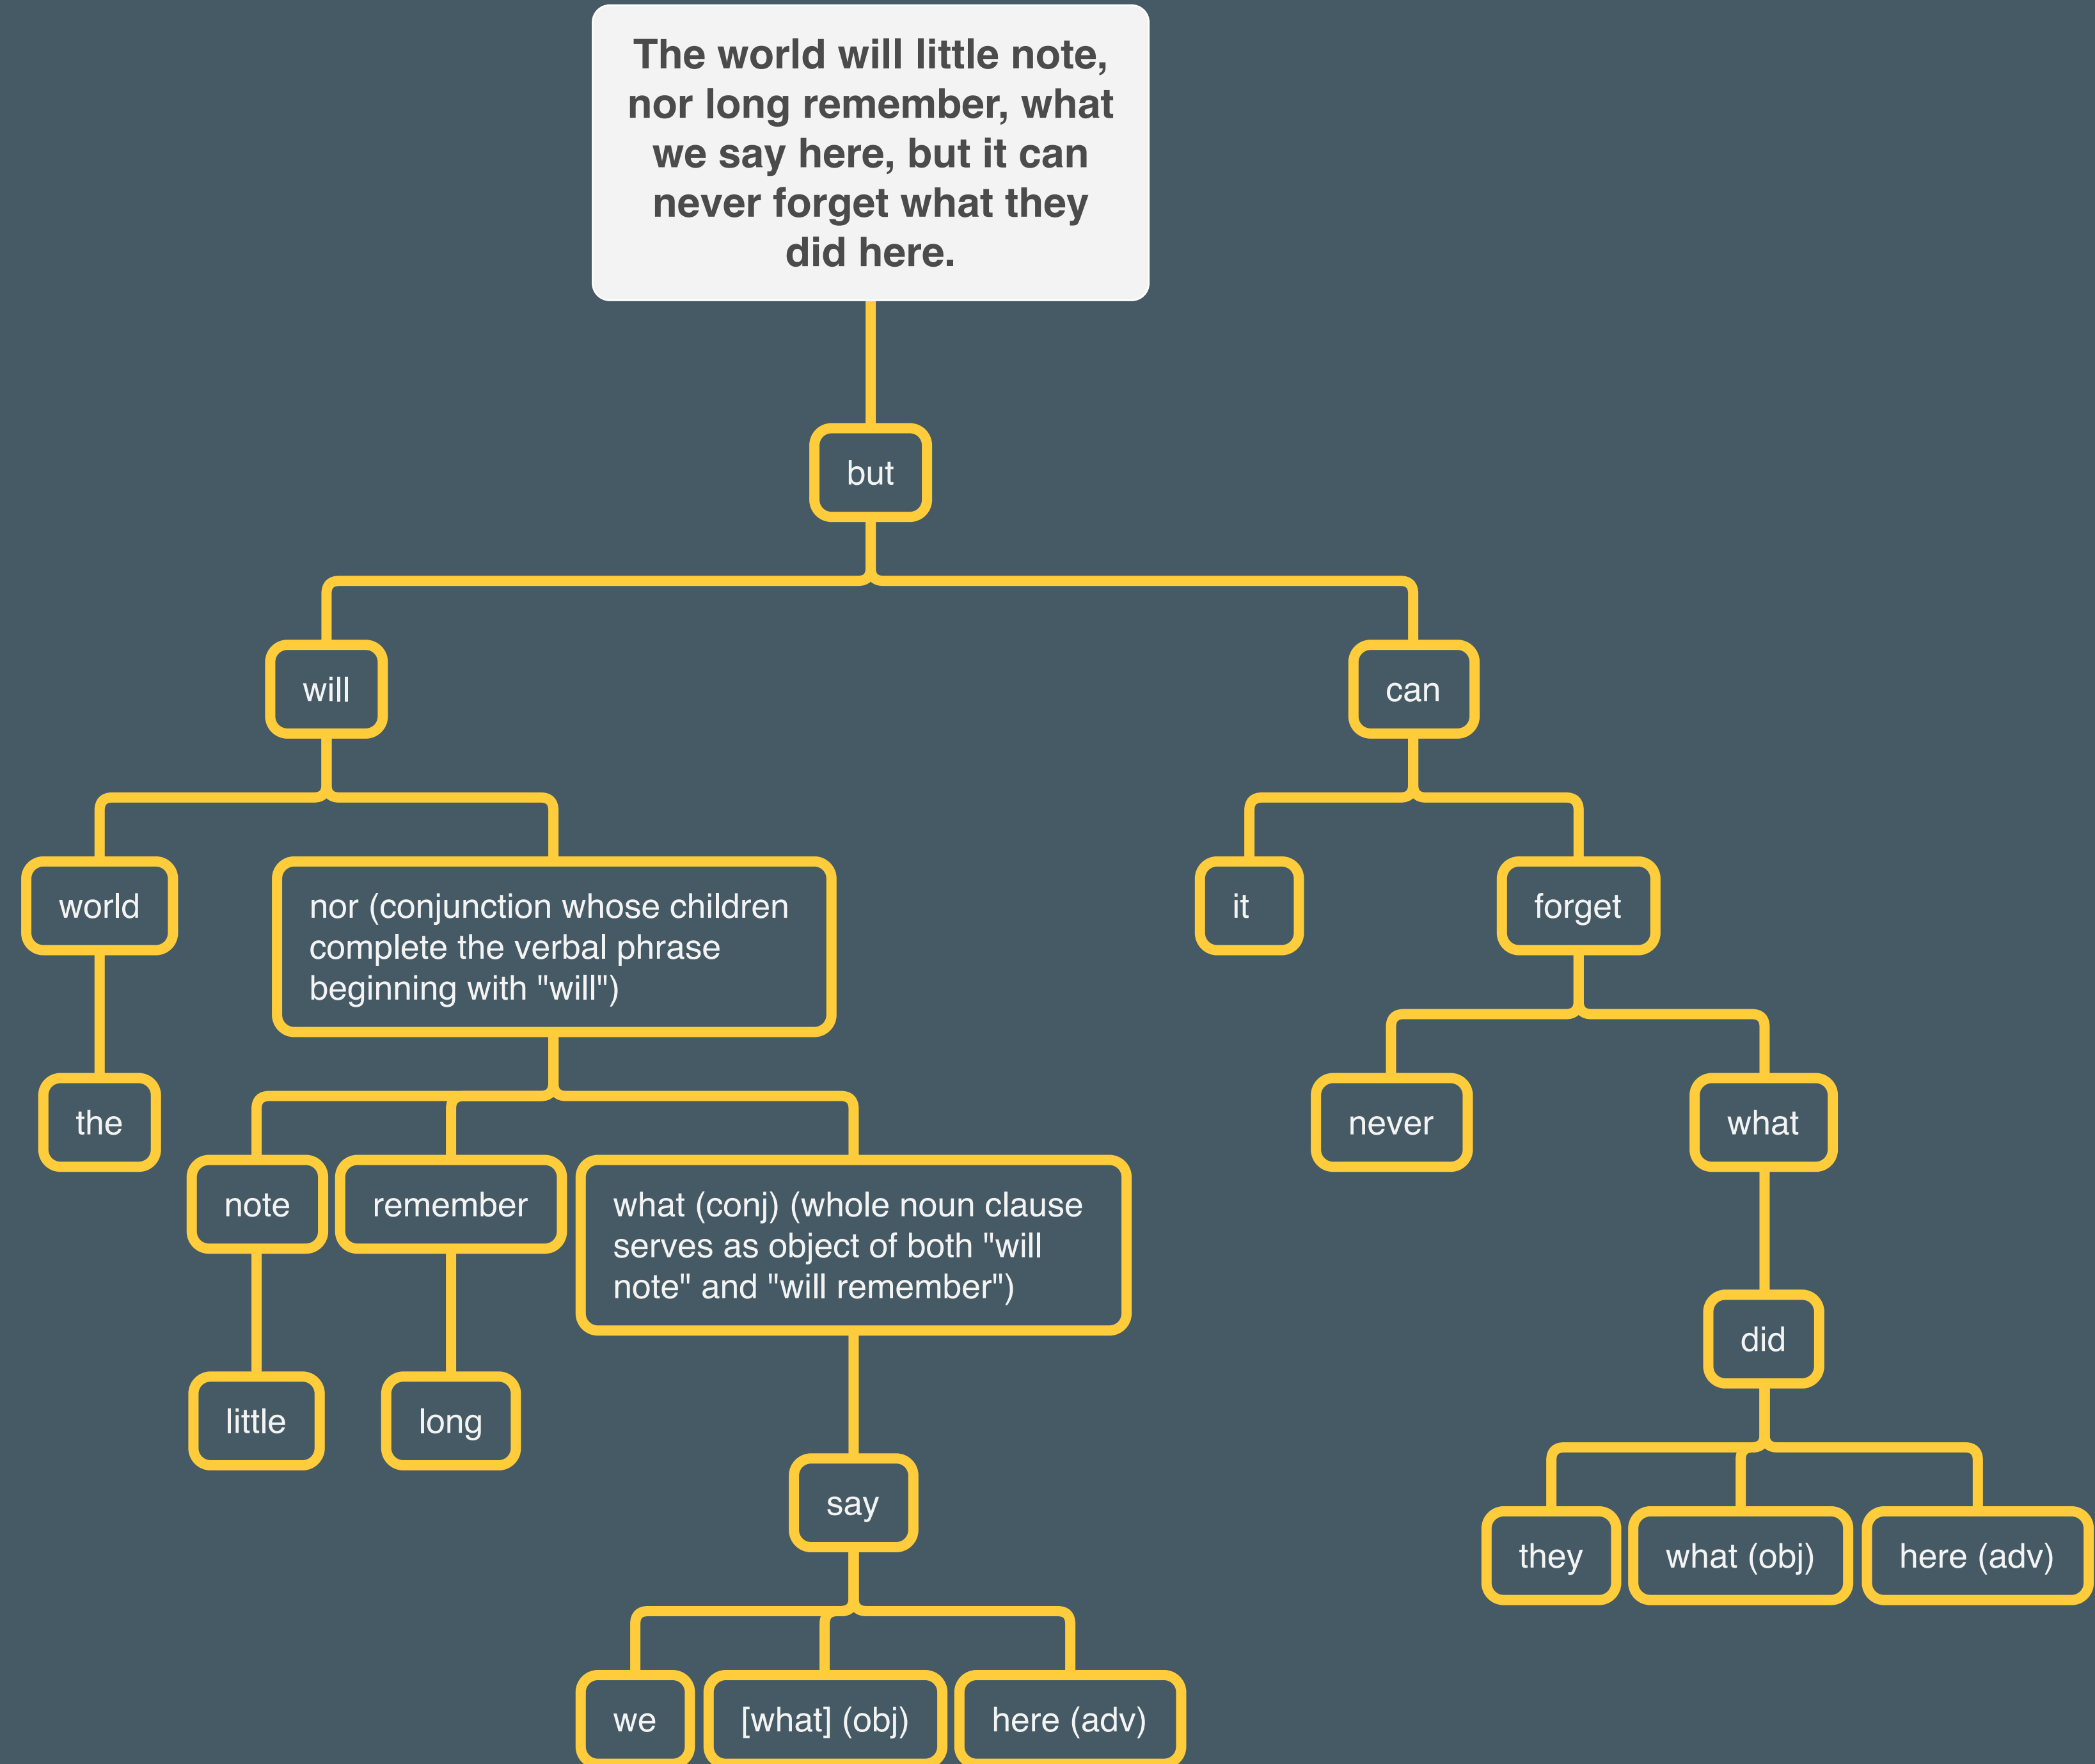 The world will little note,
nor long remember, what
we say here, but it can
never forget what they
did here.
but
will
can
world
nor (conjunction whose children
complete the verbal phrase
beginning with "will")
it
forget
the
never
what
note
remember
what (conj) (whole noun clause
serves as object of both "will
note" and "will remember")
did
little
long
say
they
what (obj)
here (adv)
we
[what] (obj)
here (adv)